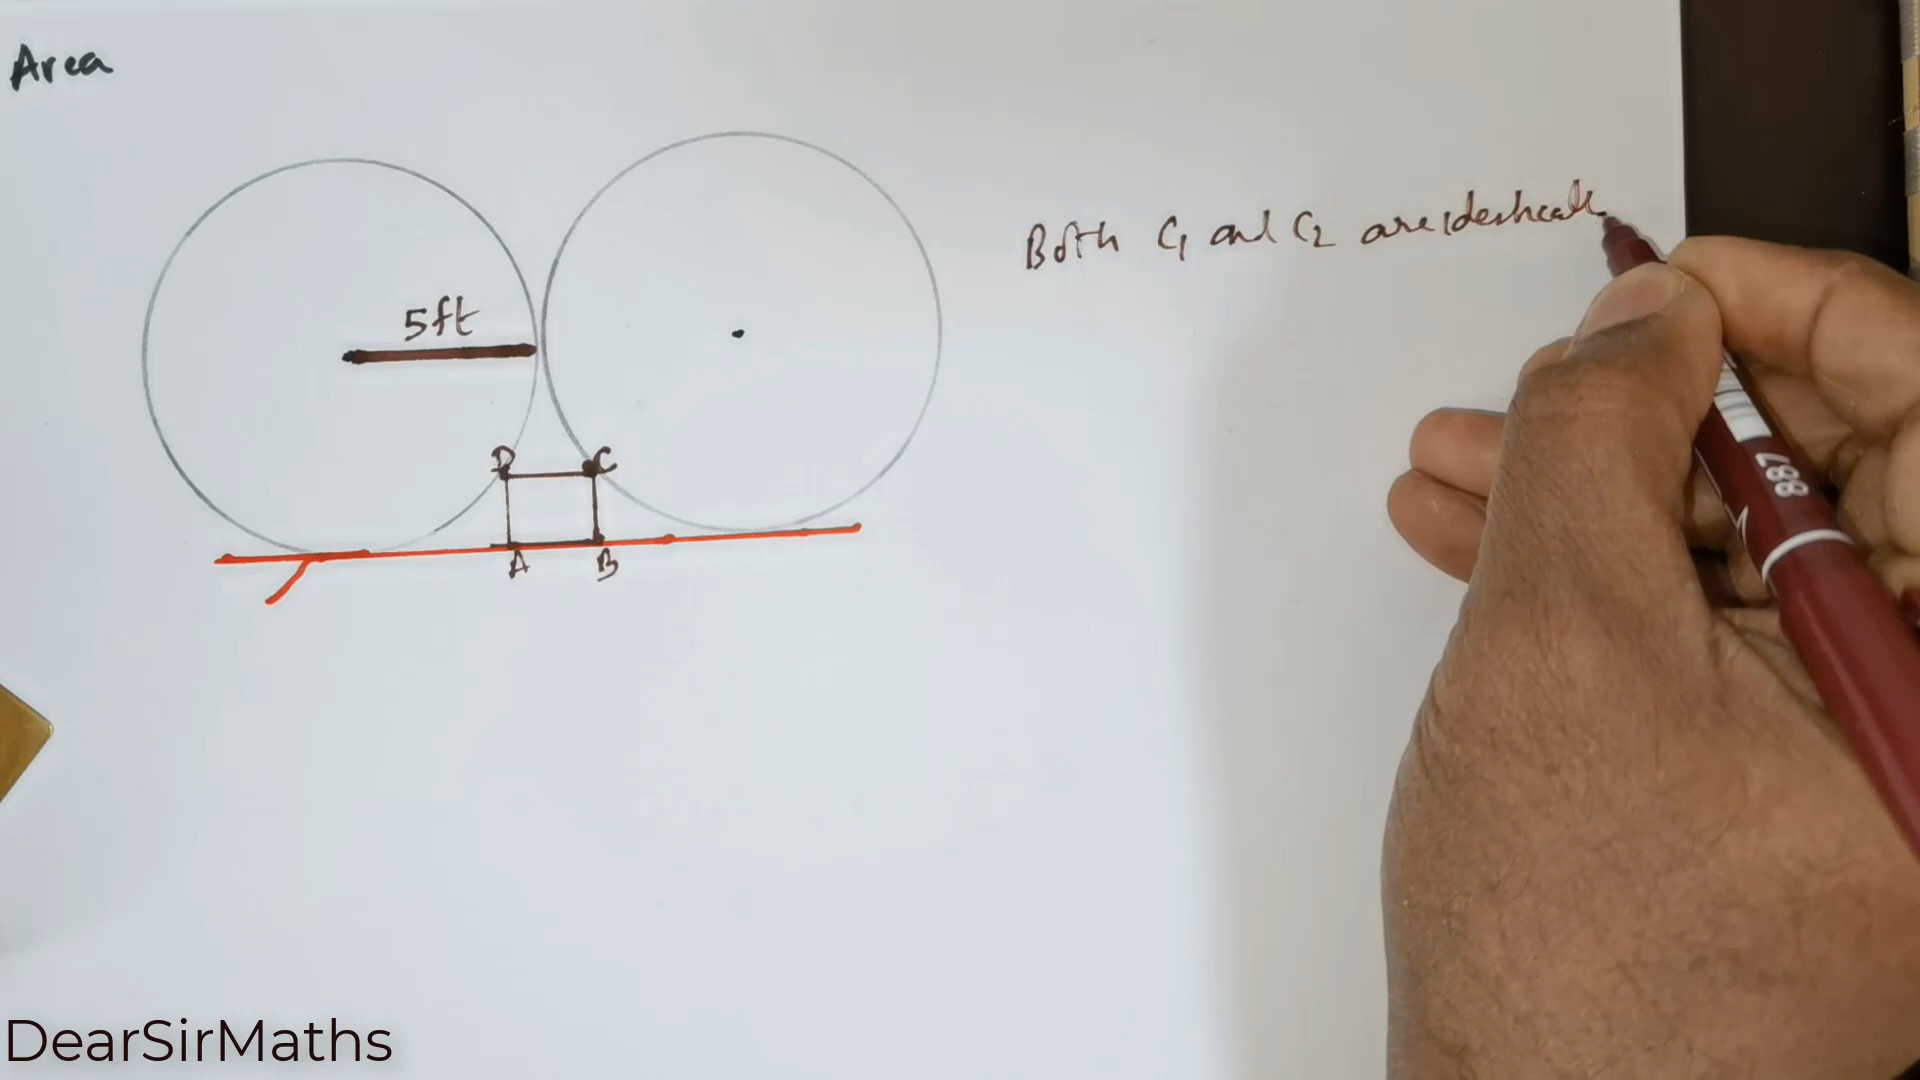 Area
Both C1 and C2 are identical
5ft
D C
A B
887
DearSirMaths